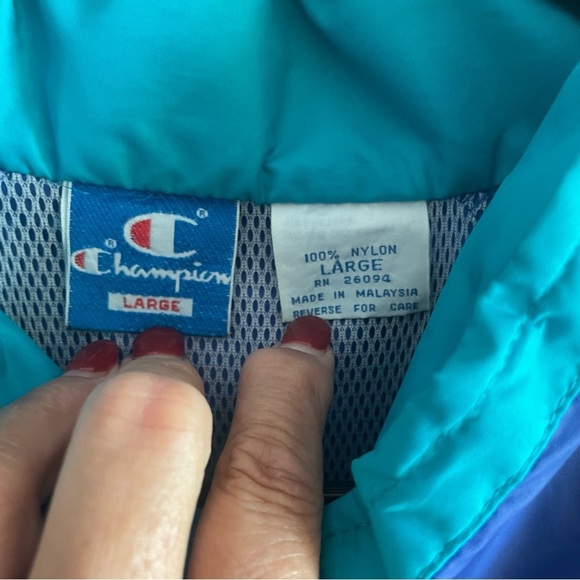 Champion
LARGE
100% NYLON
LARGE
RN 26094
MADE IN MALAYSIA
REVERSE FOR CARE